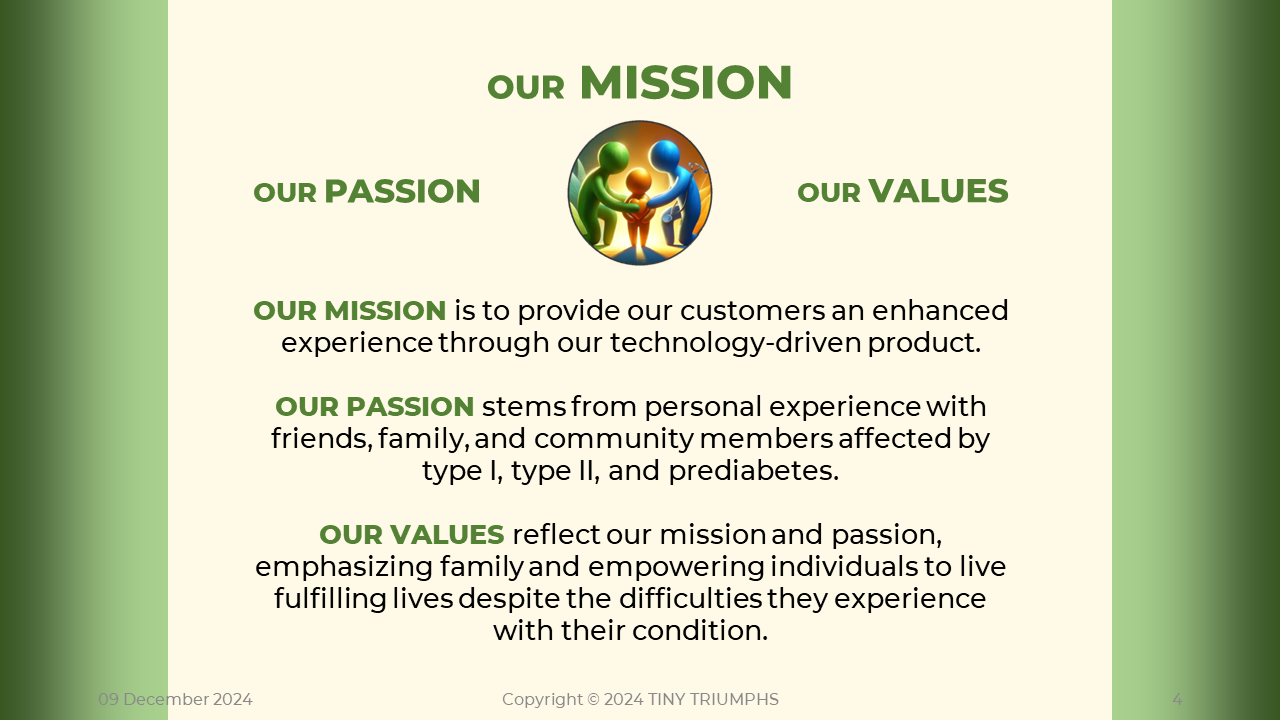 OUR MISSION
OUR PASSION
OUR VALUES
OUR MISSION is to provide our customers an enhanced
experience through our technology-driven product.
OUR PASSION stems from personal experience with
friends, family, and community members affected by
type I, type II, and prediabetes.
OUR VALUES reflect our mission and passion,
emphasizing family and empowering individuals to live
fulfilling lives despite the difficulties they experience
with their condition.
09 December 2024
Copyright © 2024 TINY TRIUMPHS
4